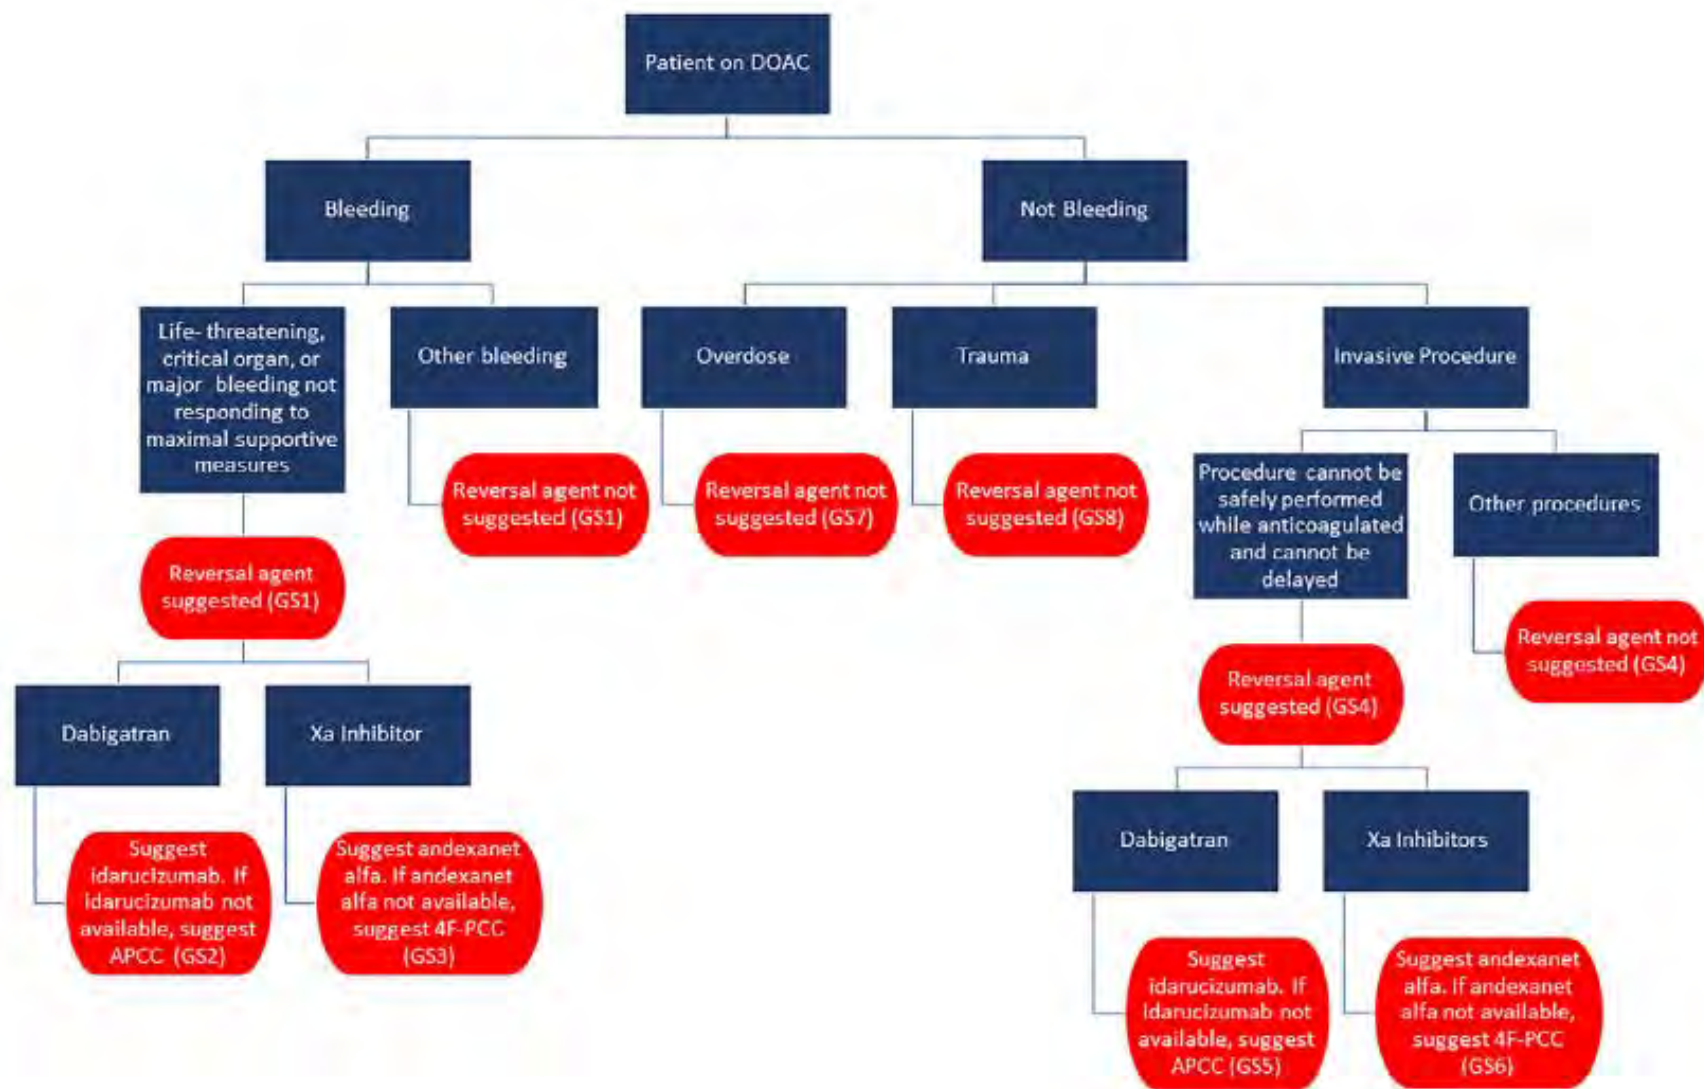 Patient on DOAC
Bleeding
Not Bleeding
Life- threatening,
critical organ, or
major bleeding not
responding to
maximal supportive
measures
Other bleeding
Overdose
Trauma
Invasive Procedure
Reversal agent not
suggested (GS1)
Reversal agent not
suggested (GS7)
Reversal agent not
suggested (GS8)
Procedure cannot be
safely performed
while anticoagulated
and cannot be
delayed
Other procedures
Reversal agent
suggested (GS1)
Reversal agent not
suggested (GS4)
Reversal agent
suggested (GS4)
Dabigatran
Xa Inhibitor
Suggest
idarucizumab. If
idarucizumab not
available, suggest
APCC (GS2)
Suggest andexanet
alfa. If andexanet
alfa not available,
suggest 4F-PCC
(GS3)
Dabigatran
Xa Inhibitors
Suggest
idarucizumab. If
idarucizumab not
available, suggest
APCC (GS5)
Suggest andexanet
alfa. If andexanet
alfa not available,
suggest 4F-PCC
(GS6)